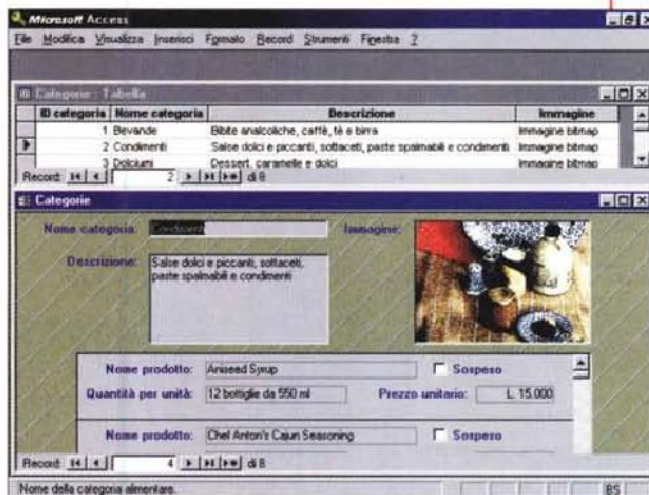 Microsoft Access
File Modifica Visualizza Inserisci Formato Record Strumenti Finestra ?
Categorie : Tabella
ID categoria Nome categoria Descrizione Immagine
1 Bevande Bibite analcoliche, caffè, tè e birra Immagine bitmap
2 Condimenti Salse dolci e piccanti, sottaceti, paste spalmabili e condimenti Immagine bitmap
3 Dolciumi Dessert, caramelle e dolci Immagine bitmap
Record: 2 di 8
Categorie
Nome categoria: Condimenti Immagine:
Descrizione: Salse dolci e piccanti, sottaceti,
paste spalmabili e condimenti
Nome prodotto: Aniseed Syrup Sospeso
Quantità per unità: 12 bottiglie da 550 ml Prezzo unitario: L. 15.000
Nome prodotto: Chef Anton's Cajun Seasoning Sospeso
Record: 4 di 8
Nome della categoria alimentare. BS